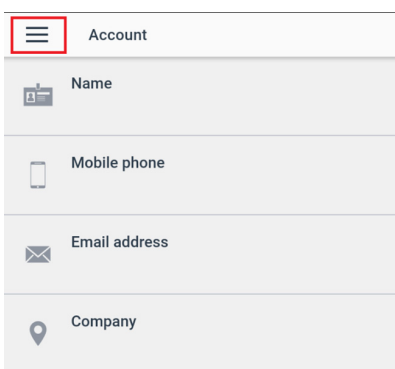 Account
Name
Mobile phone
Email address
Company